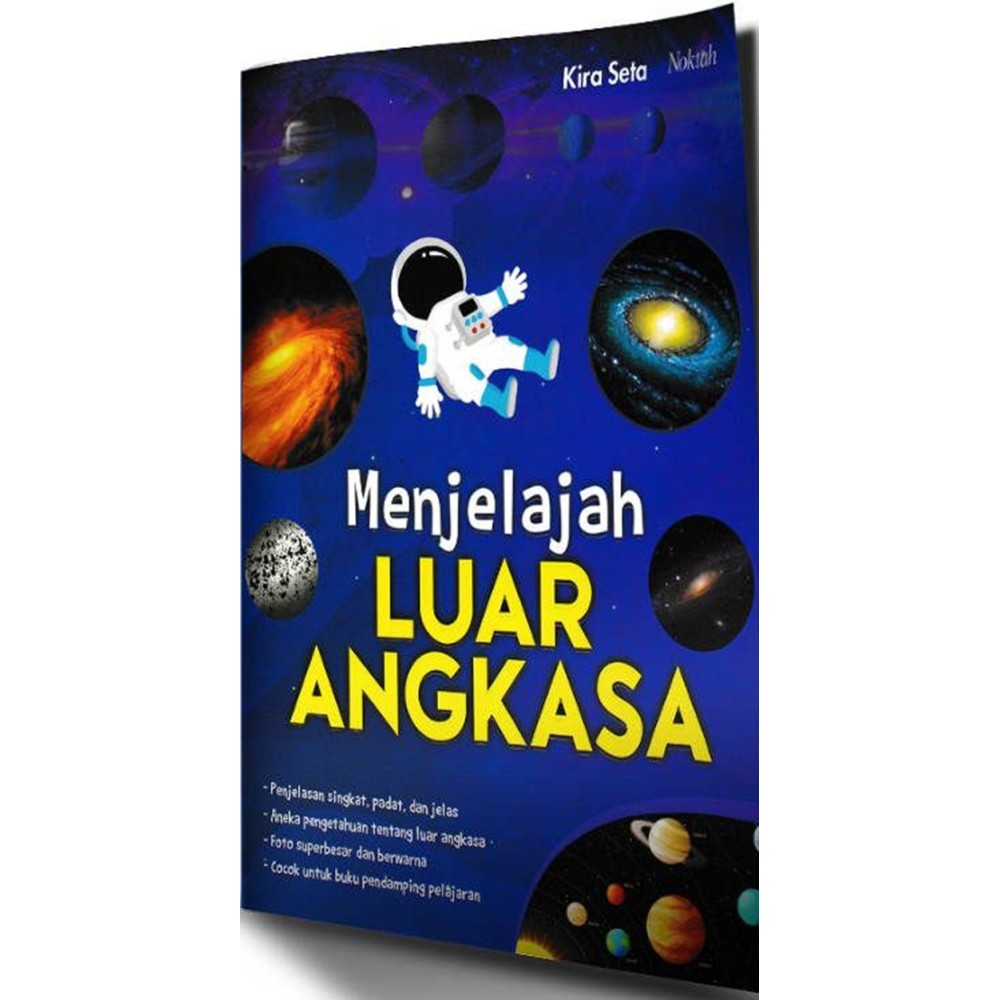 Kira Seta
Noktah
Menjelajah
LUAR
ANGKASA
- Penjelasan singkat, padat, dan jelas
- Aneka pengetahuan tentang luar angkasa
- Foto superbesar dan berwarna
- Cocok untuk buku pendamping pelajaran